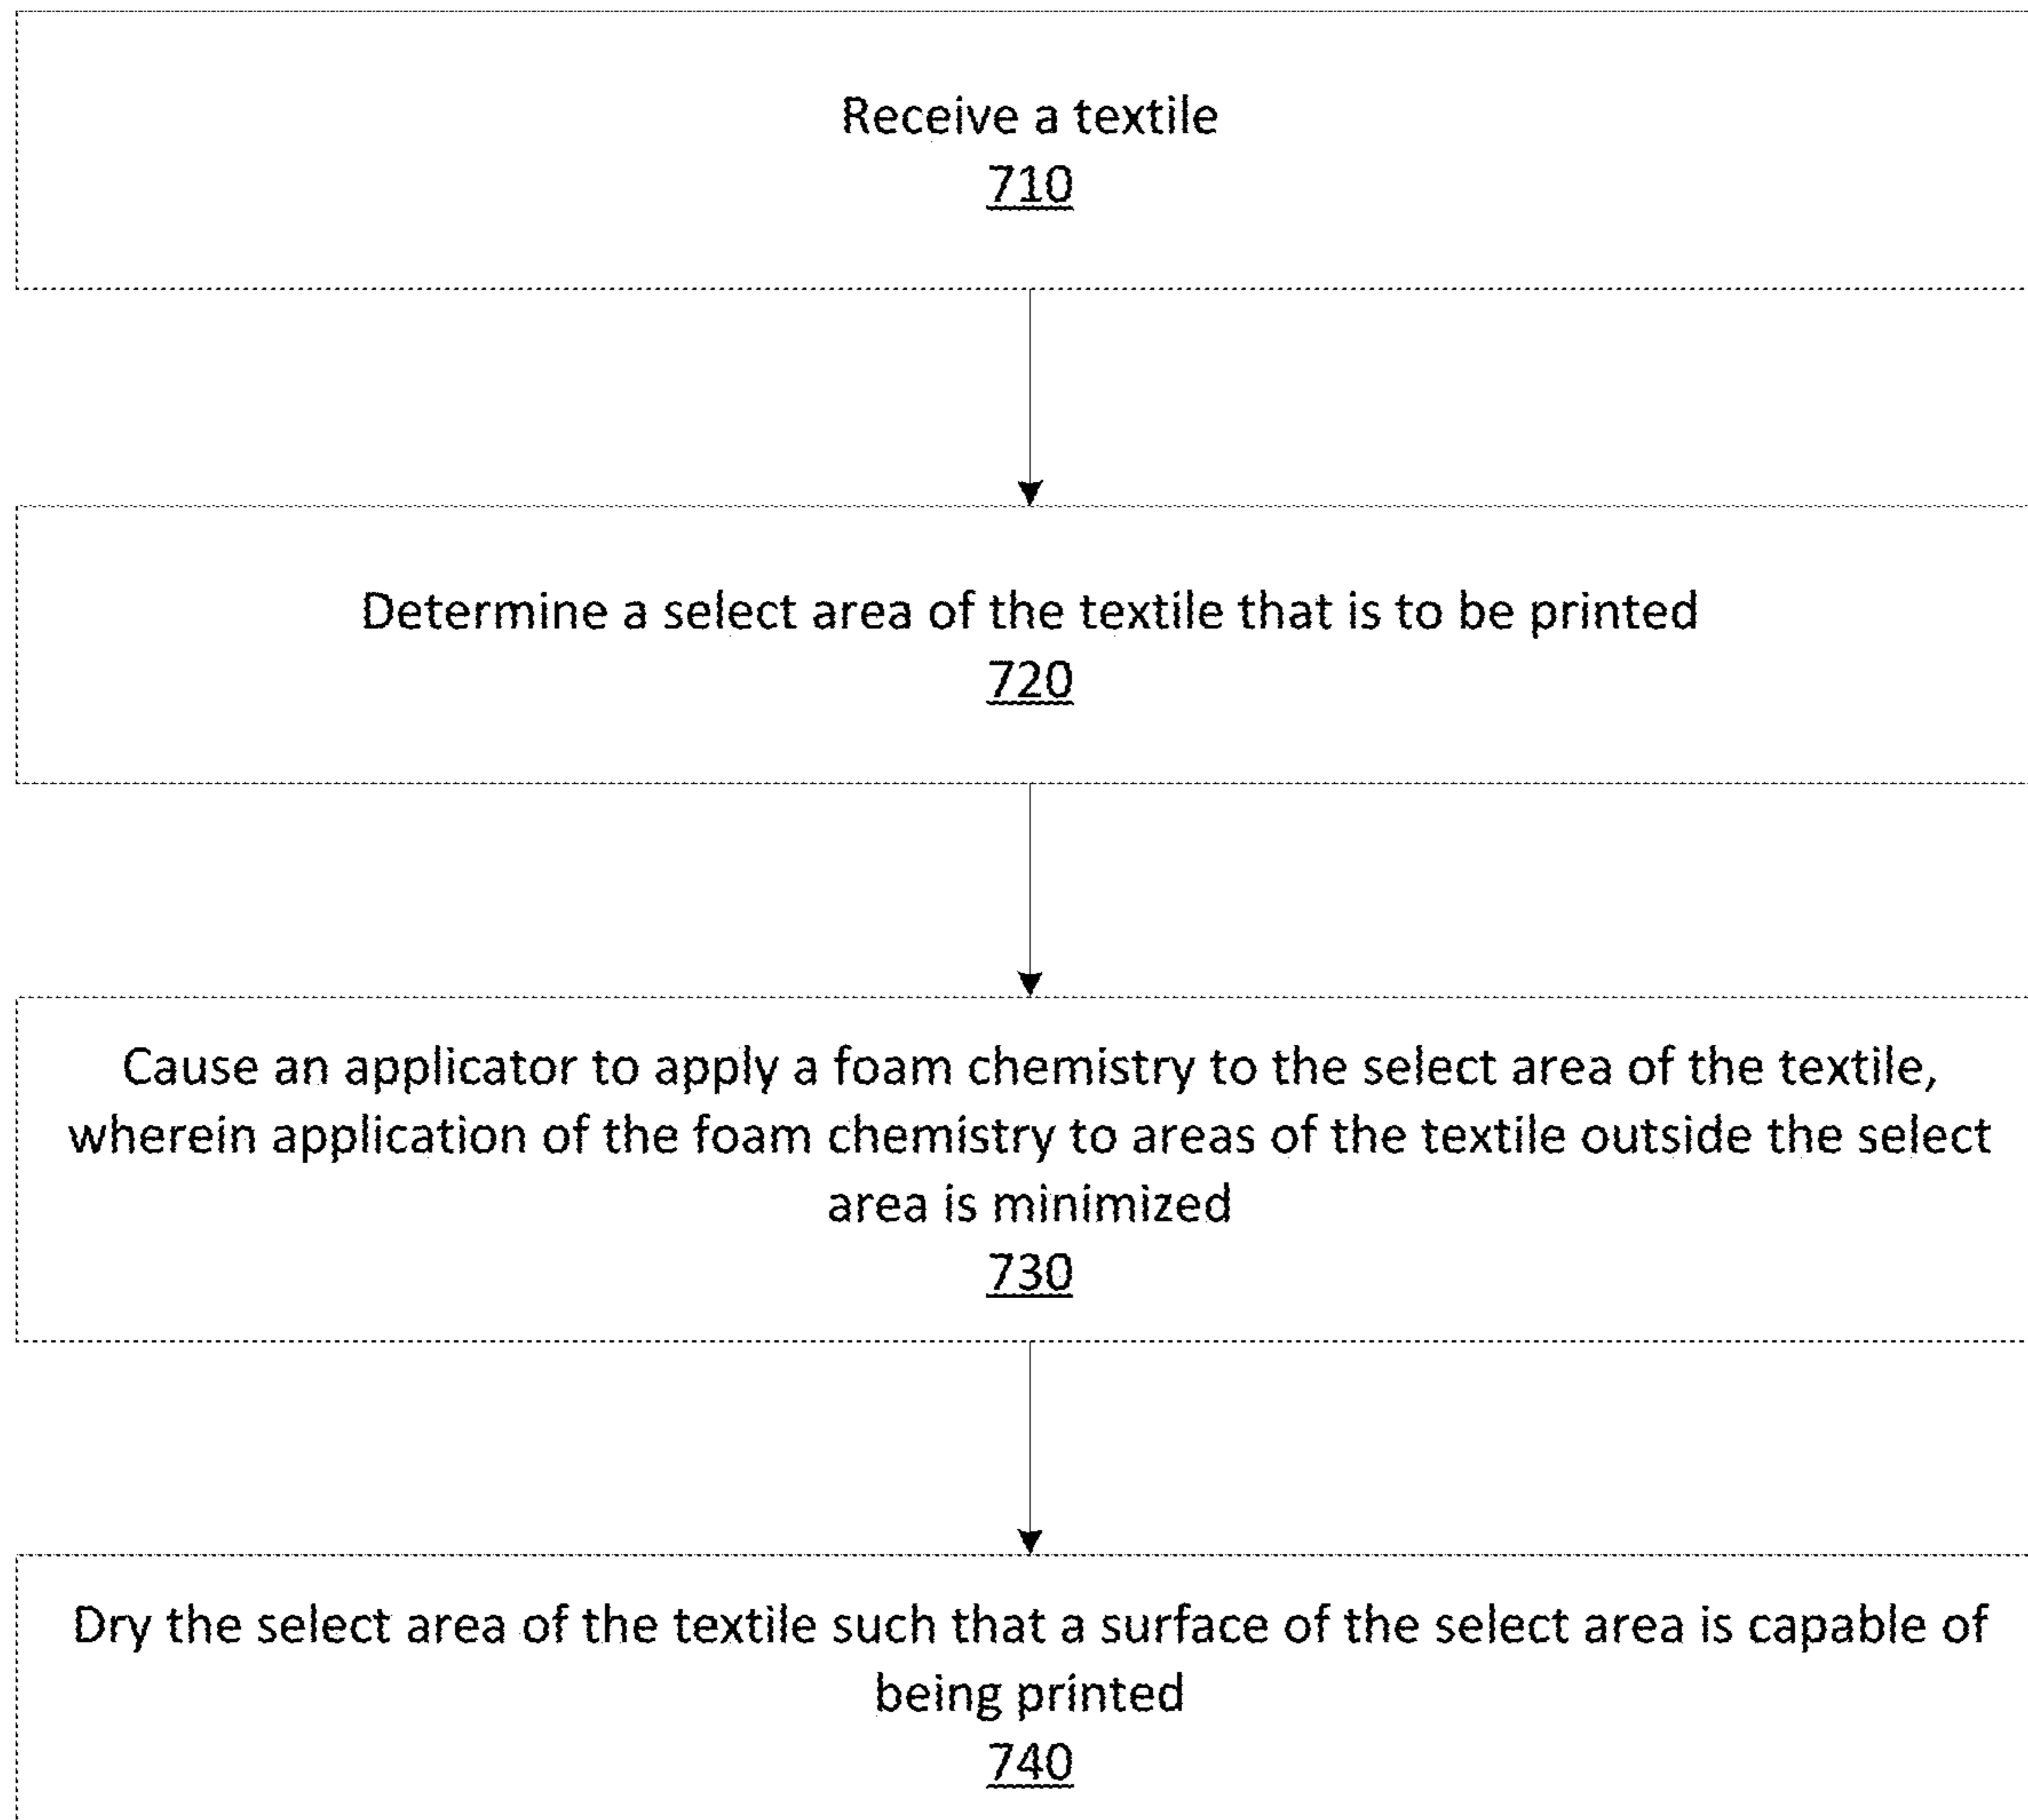 Receive a textile
710
Determine a select area of the textile that is to be printed
720
Cause an applicator to apply a foam chemistry to the select area of the textile,
wherein application of the foam chemistry to areas of the textile outside the select
area is minimized
730
Dry the select area of the textile such that a surface of the select area is capable of
being printed
740